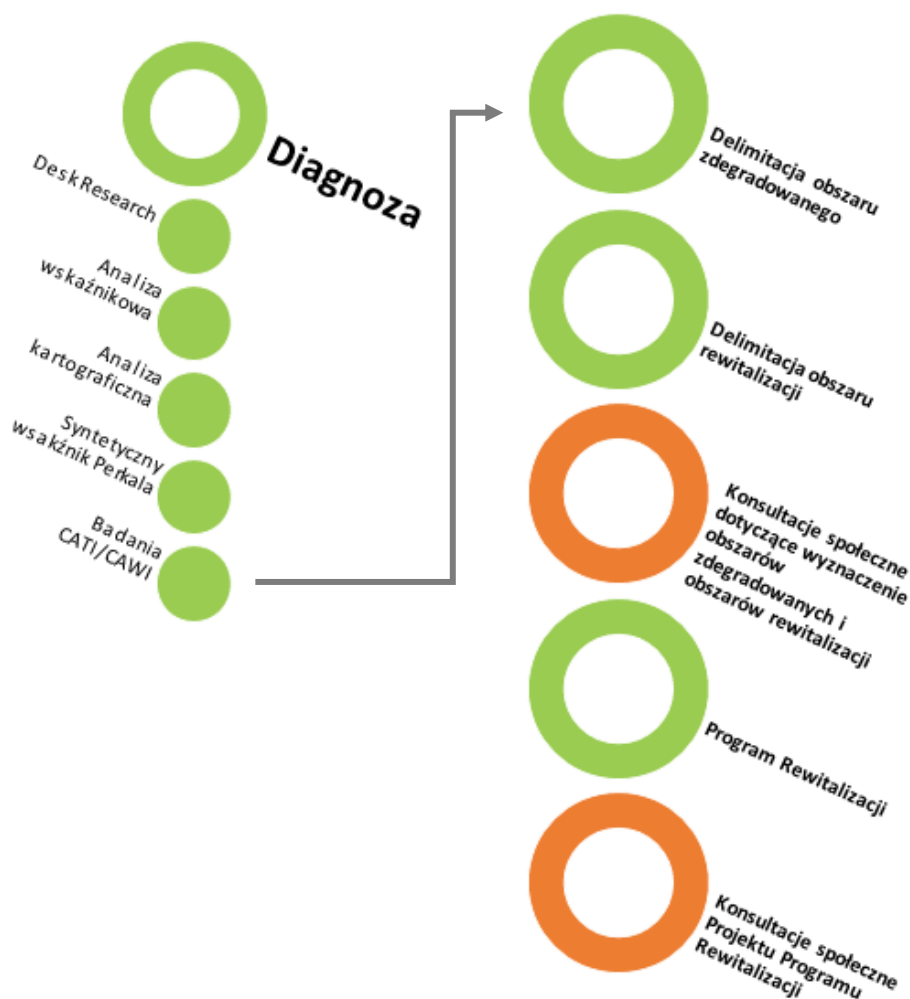 Diagnoza
Desk Research
Analiza
wskaźnikowa
Analiza
kartograficzna
Syntetyczny
wsakźnik Perkala
Badania
CATI/CAWI
Delimitacja obszaru
zdegradowanego
Delimitacja obszaru
rewitalizacji
Konsultacje społeczne
dotyczące wyznaczenie
obszarów
zdegradowanych i
obszarów rewitalizacji
Program Rewitalizacji
Konsultacje społeczne
Projektu Programu
Rewitalizacji